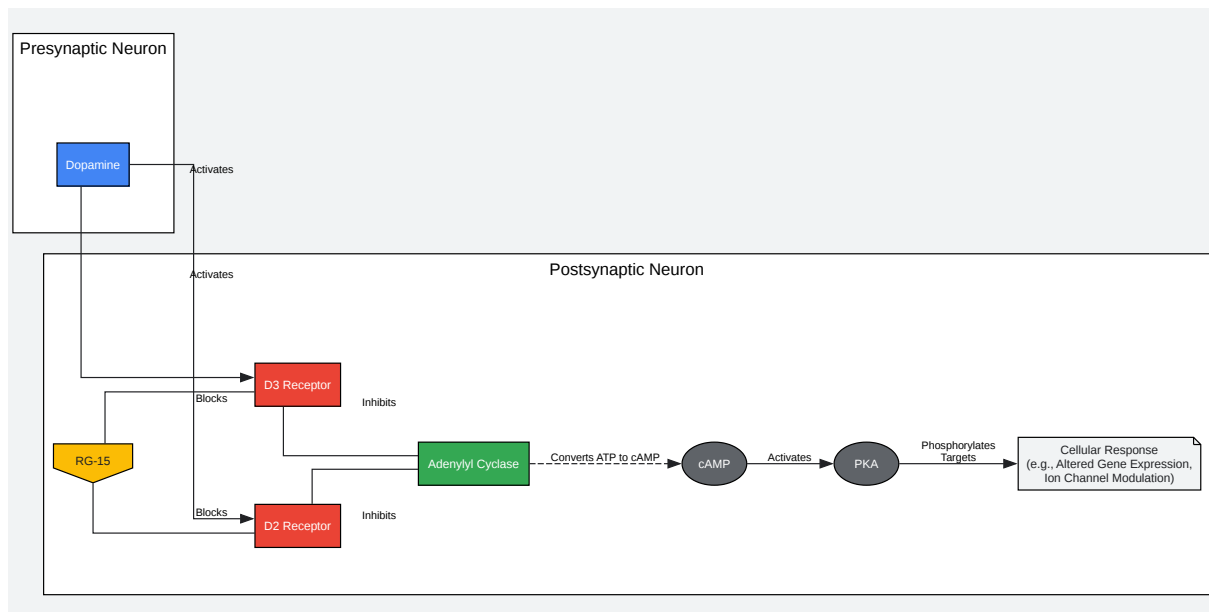 Presynaptic Neuron
Dopamine
Activates
Activates
Postsynaptic Neuron
D3 Receptor
Blocks
Inhibits
RG-15
Adenylyl Cyclase
Converts ATP to cAMP
cAMP
Activates
PKA
Phosphorylates
Targets
Cellular Response
(e.g., Altered Gene Expression,
Ion Channel Modulation)
Blocks
D2 Receptor
Inhibits